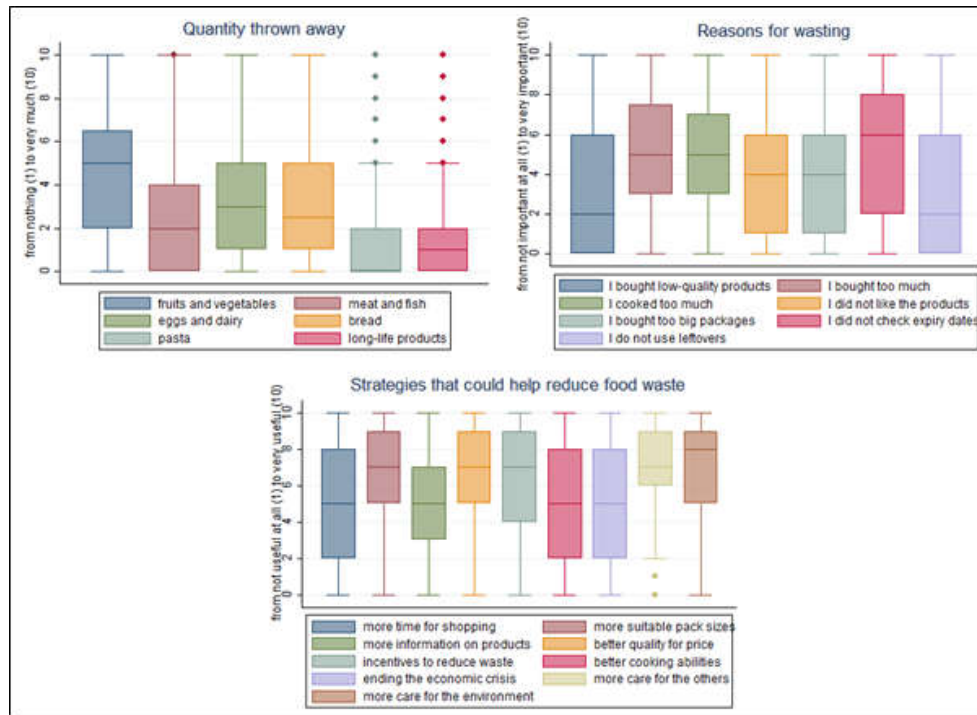 Quantity thrown away
from nothing (1) to very much (10)
10
8
6
4
2
0
fruits and vegetables
meat and fish
eggs and dairy
bread
pasta
long-life products
Reasons for wasting
from not important at all (1) to very important (10)
10
8
6
4
2
0
I bought low-quality products
I bought too much
I cooked too much
I did not like the products
I bought too big packages
I did not check expiry dates
I do not use leftovers
Strategies that could help reduce food waste
from not useful at all (1) to very useful (10)
10
8
6
4
2
0
more time for shopping
more suitable pack sizes
more information on products
better quality for price
incentives to reduce waste
better cooking abilities
ending the economic crisis
more care for the others
more care for the environment